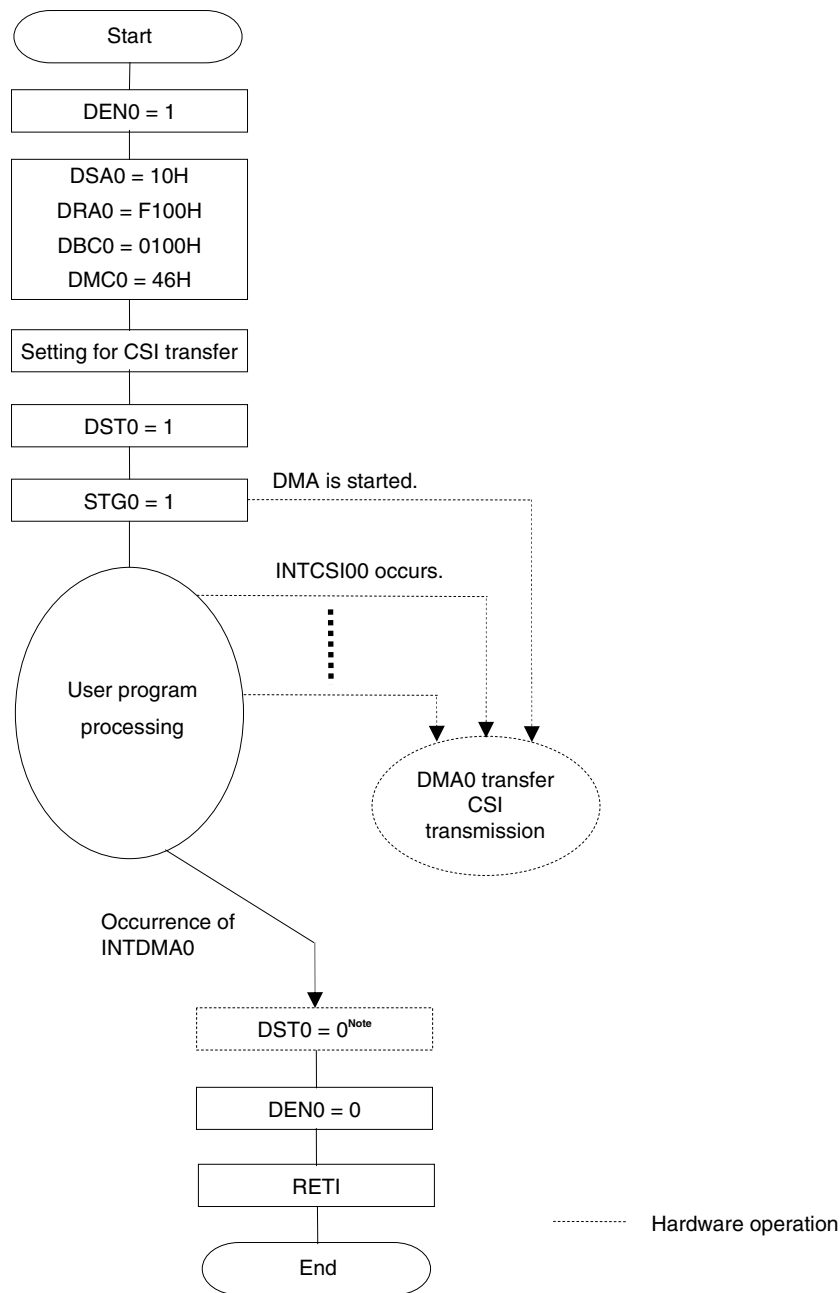 Start
DEN0 = 1
DSA0 = 10H
DRA0 = F100H
DBC0 = 0100H
DMC0 = 46H
Setting for CSI transfer
DST0 = 1
STG0 = 1
DMA is started.
INTCSI00 occurs.
User program
processing
DMA0 transfer
CSI
transmission
Occurrence of
INTDMA0
DST0 = 0Note
DEN0 = 0
RETI
End
Hardware operation